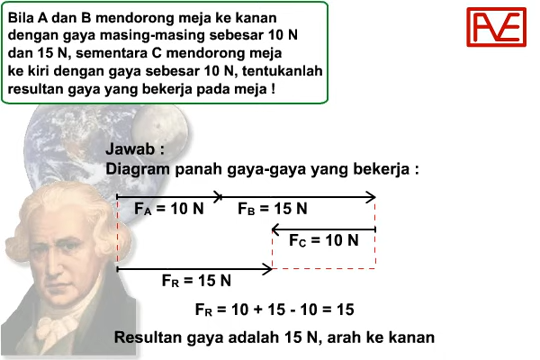 Bila A dan B mendorong meja ke kanan
dengan gaya masing-masing sebesar 10 N
dan 15 N, sementara C mendorong meja
ke kiri dengan gaya sebesar 10 N, tentukanlah
resultan gaya yang bekerja pada meja !
AVE
Jawab :
Diagram panah gaya-gaya yang bekerja :
FA = 10 N FB = 15 N
FC = 10 N
FR = 15 N
FR = 10 + 15 - 10 = 15
Resultan gaya adalah 15 N, arah ke kanan